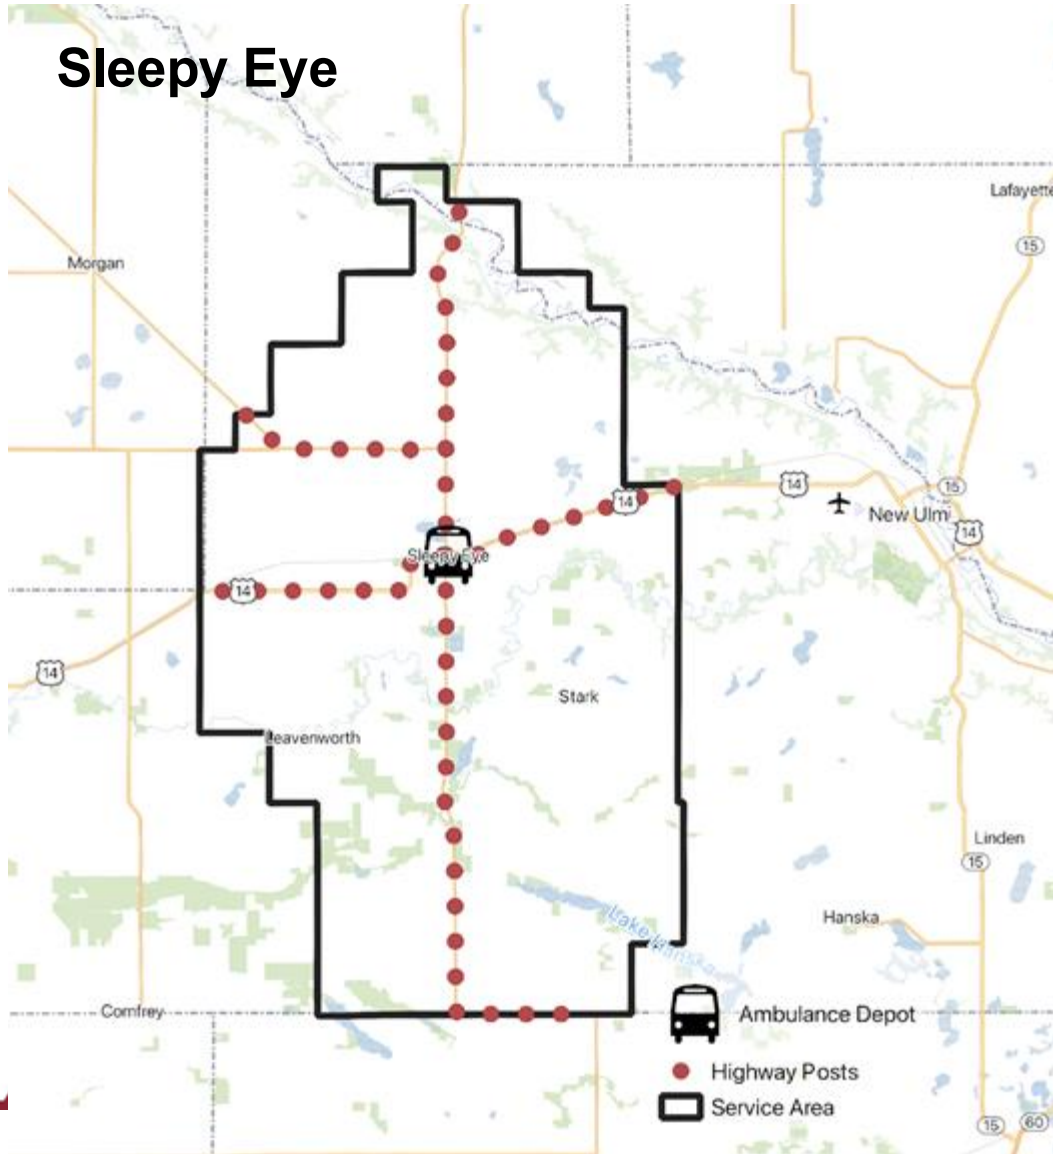 Sleepy Eye
Lafayette
15
Morgan
14
14
15
New Ulm
14
Sleepy Eye
14
14
Stark
Leavenworth
Linden
15
Hanska
Lake Hanska
Comfrey
Ambulance Depot
Highway Posts
Service Area
15
60